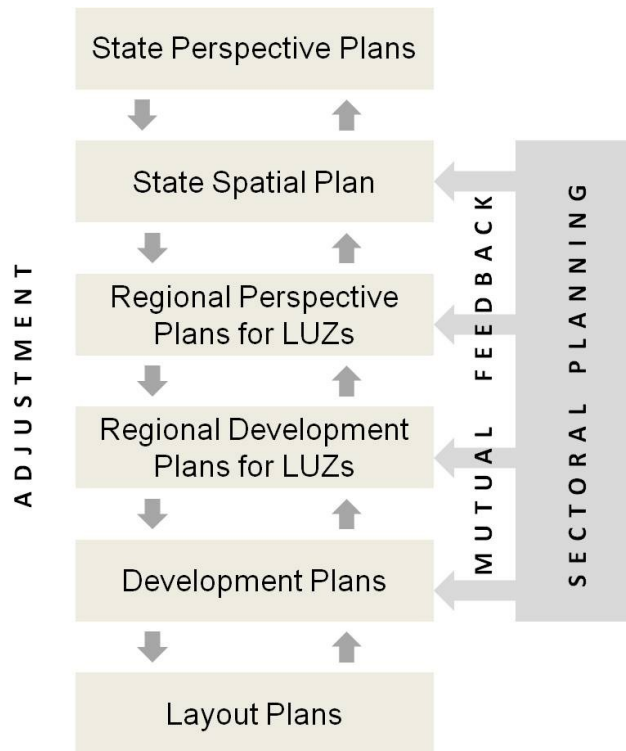 State Perspective Plans
State Spatial Plan
Regional Perspective
Plans for LUZs
Regional Development
Plans for LUZs
Development Plans
Layout Plans
ADJUSTMENT
MUTUAL FEEDBACK
SECTORAL PLANNING